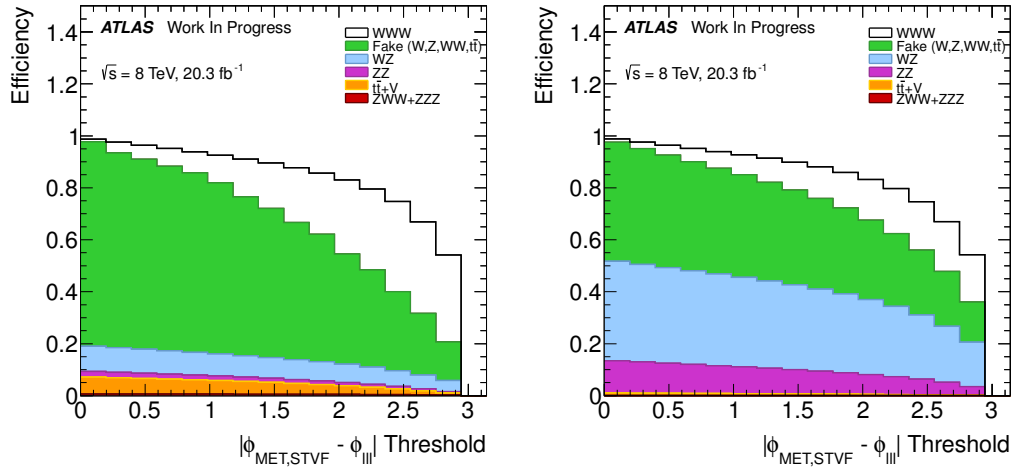 Efficiency
1.4
1.2
1
0.8
0.6
0.4
0.2
0
ATLAS Work In Progress
√s = 8 TeV, 20.3 fb⁻¹
WWW
Fake (W,Z,WW,tt̄)
WZ
ZZ
tt̄+V
ZWW+ZZZ
0 0.5 1 1.5 2 2.5 3
|ϕMET,STVF - ϕlll| Threshold
Efficiency
1.4
1.2
1
0.8
0.6
0.4
0.2
0
ATLAS Work In Progress
√s = 8 TeV, 20.3 fb⁻¹
WWW
Fake (W,Z,WW,tt̄)
WZ
ZZ
tt̄+V
ZWW+ZZZ
0 0.5 1 1.5 2 2.5 3
|ϕMET,STVF - ϕlll| Threshold